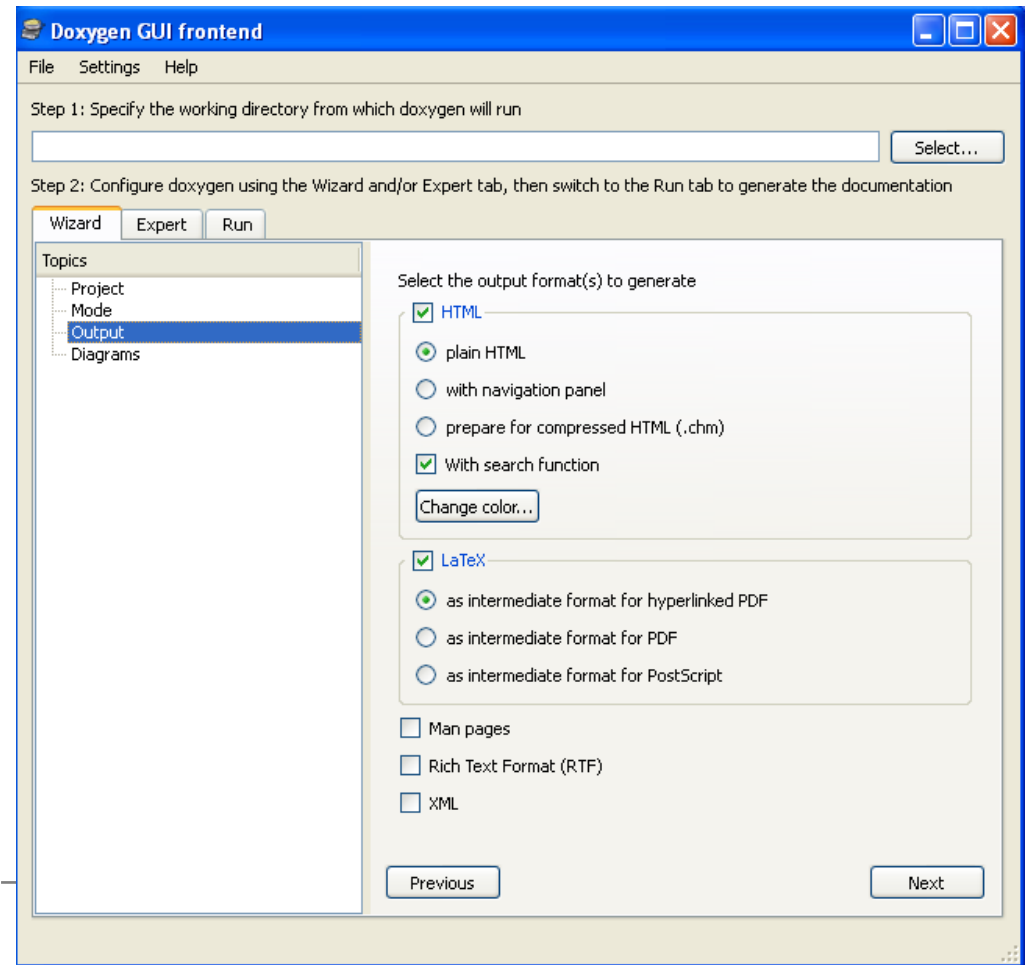 Doxygen GUI frontend
File Settings Help
Step 1: Specify the working directory from which doxygen will run
Select...
Step 2: Configure doxygen using the Wizard and/or Expert tab, then switch to the Run tab to generate the documentation
Wizard Expert Run
Topics
Project
Mode
Output
Diagrams
Select the output format(s) to generate
HTML
plain HTML
with navigation panel
prepare for compressed HTML (.chm)
With search function
Change color...
LaTeX
as intermediate format for hyperlinked PDF
as intermediate format for PDF
as intermediate format for PostScript
Man pages
Rich Text Format (RTF)
XML
Previous Next